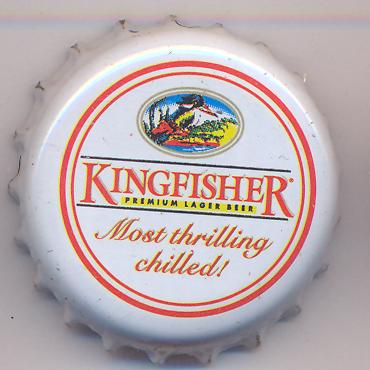 KINGFISHER®
PREMIUM LAGER BEER
Most thrilling
chilled!